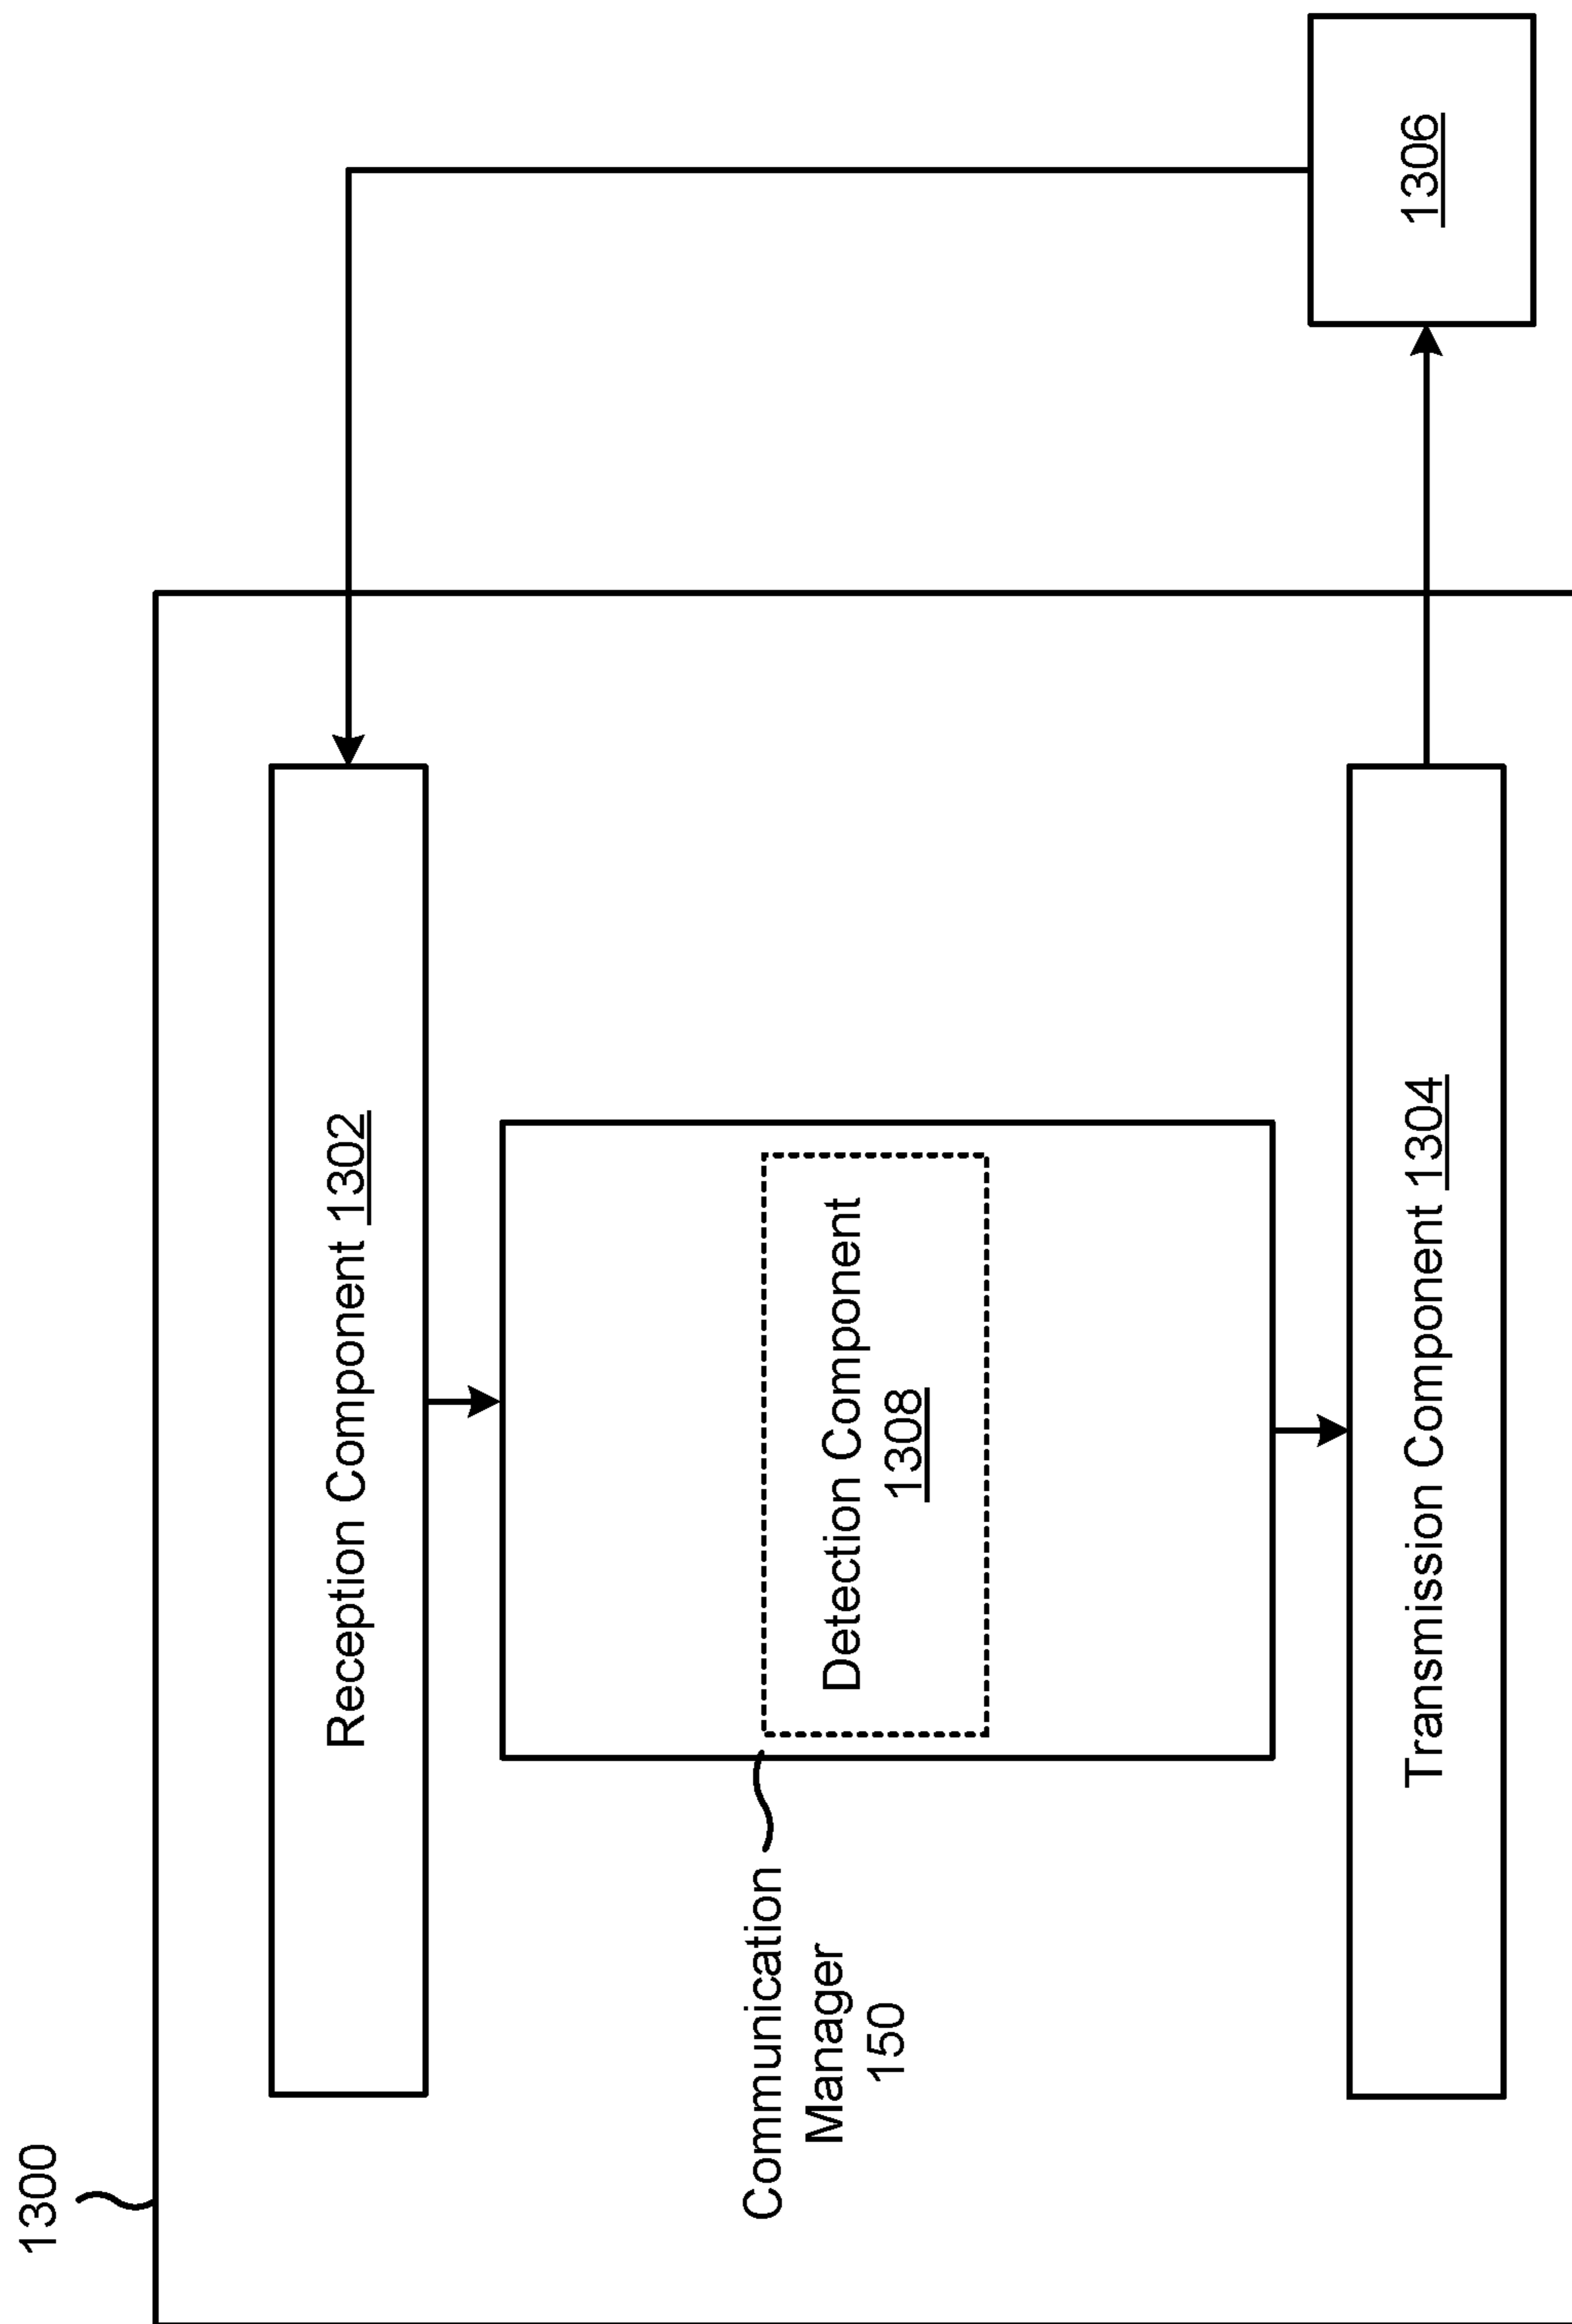 1300
Reception Component 1302
Communication
Manager
150
Detection Component
1308
Transmission Component 1304
1306